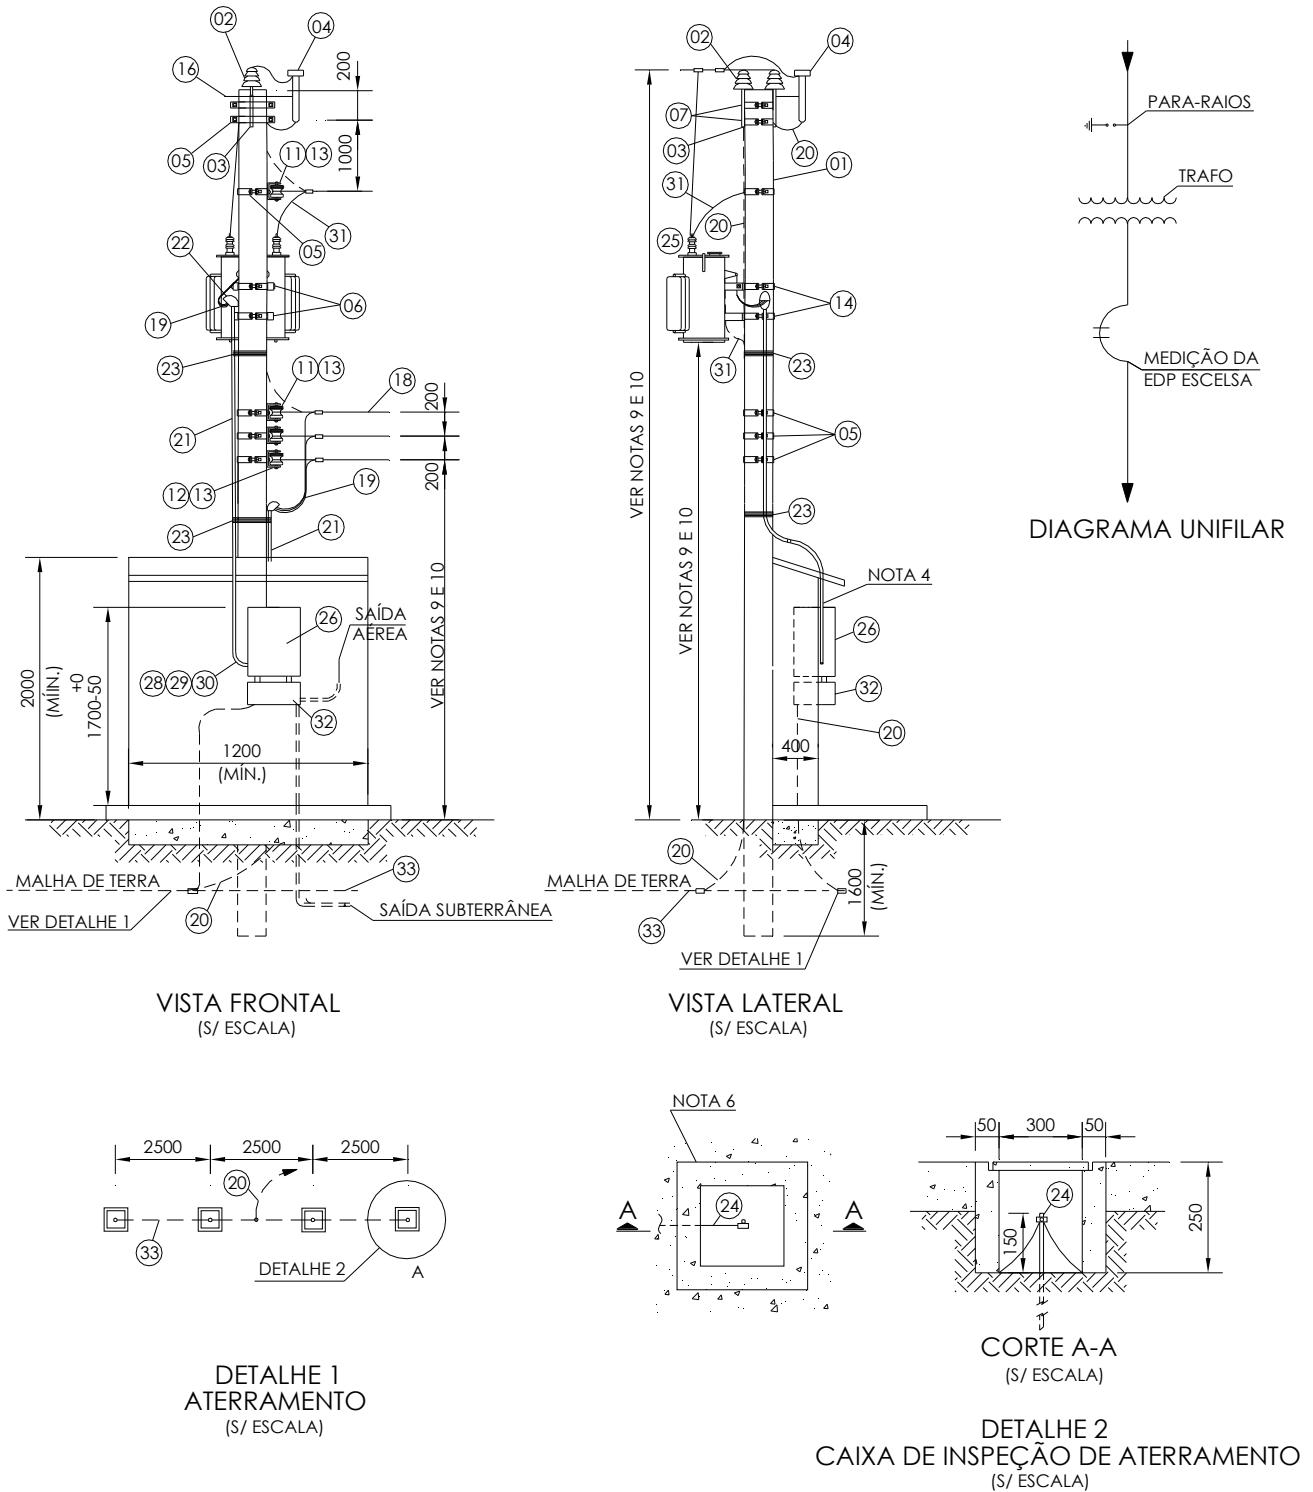 02
04
16
200
05
03
11 13
1000
31
05
22
19
06
23
11 13
18
200
21
12 13
200
19
23
21
2000
(MÍIN.)
+0
1700-50
26
SAÍDA
AÉREA
28 29 30
32
VER NOTAS 9 E 10
1200
(MÍN.)
MALHA DE TERRA
VER DETALHE 1
20
33
SAÍDA SUBTERRÂNEA
VISTA FRONTAL
(S/ ESCALA)
02
04
07
03
20
01
31
20
25
14
31
23
05
VER NOTAS 9 E 10
VER NOTAS 9 E 10
23
NOTA 4
26
32
20
400
20
MALHA DE TERRA
33
1600
(MÍN.)
VER DETALHE 1
VISTA LATERAL
(S/ ESCALA)
PARA-RAIOS
TRAFO
MEDIÇÃO DA
EDP ESCELSA
DIAGRAMA UNIFILAR
2500 2500 2500
20
33
DETALHE 2
A
DETALHE 1
ATERRAMENTO
(S/ ESCALA)
NOTA 6
A
24
A
50 300 50
24
150
250
CORTE A-A
(S/ ESCALA)
DETALHE 2
CAIXA DE INSPEÇÃO DE ATERRAMENTO
(S/ ESCALA)